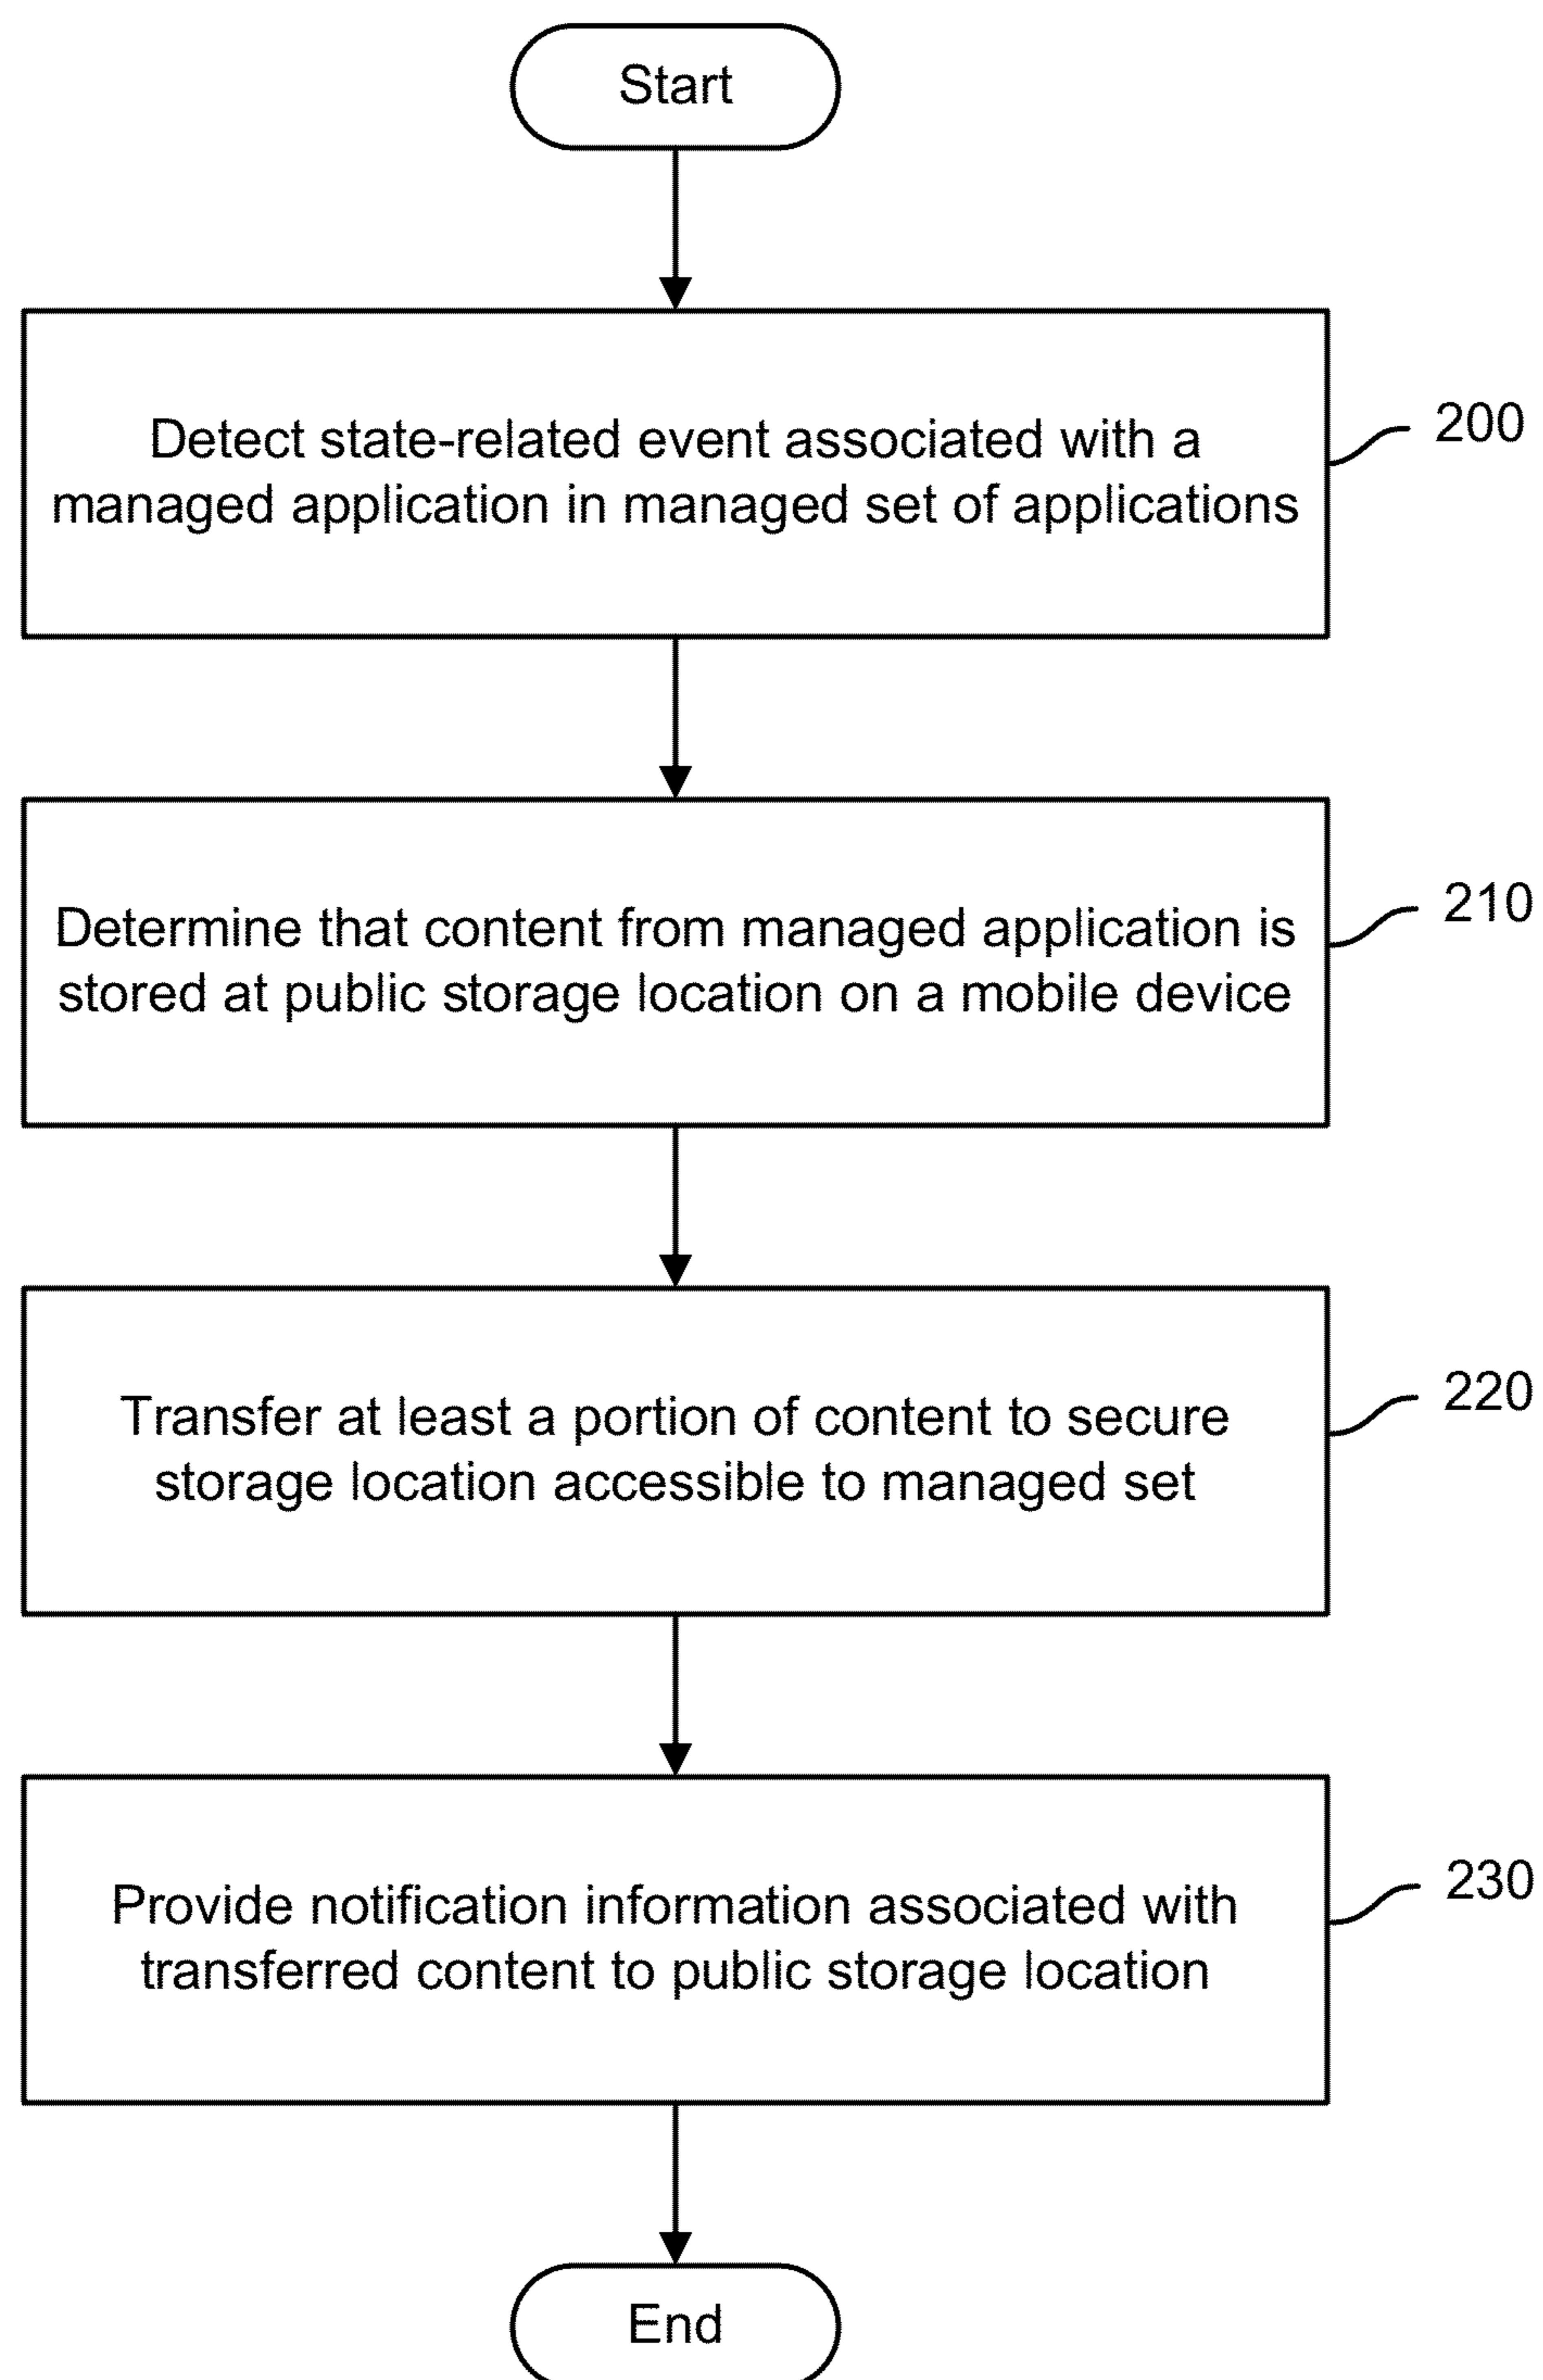 Start
Detect state-related event associated with a
managed application in managed set of applications
200
Determine that content from managed application is
stored at public storage location on a mobile device
210
Transfer at least a portion of content to secure
storage location accessible to managed set
220
Provide notification information associated with
transferred content to public storage location
230
End